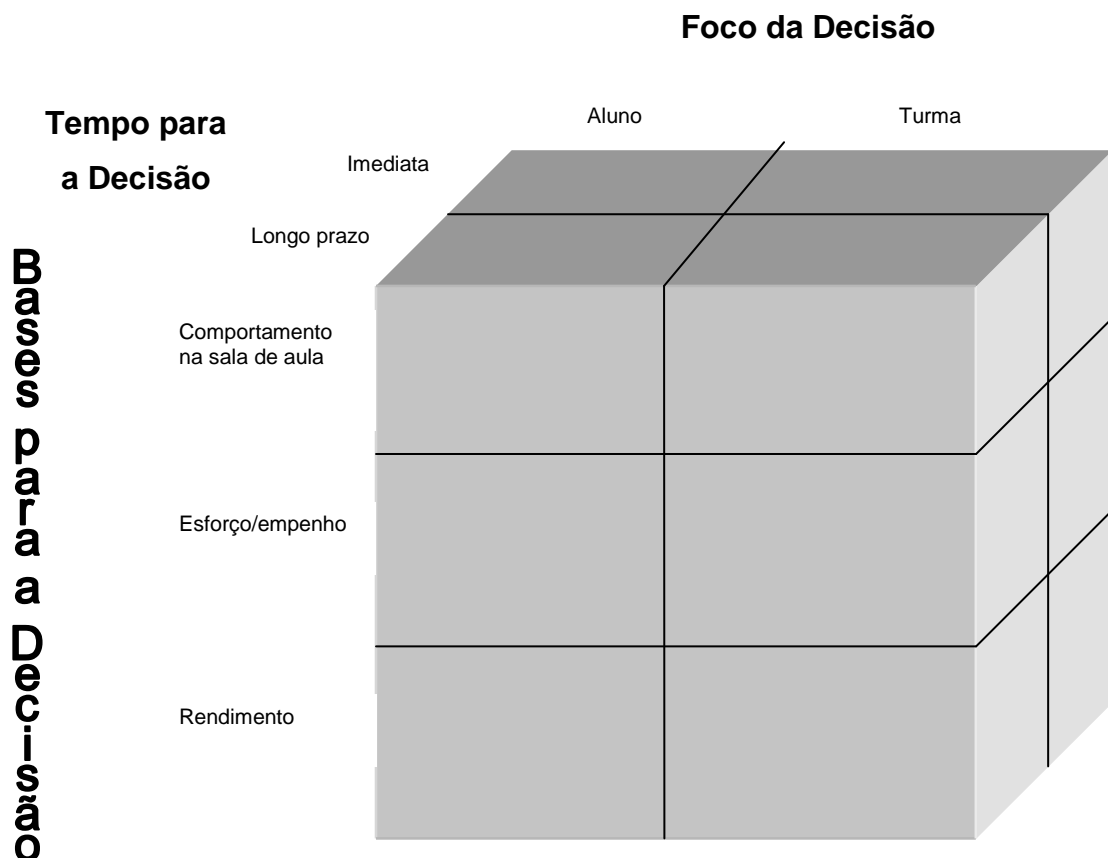 Foco da Decisão
Tempo para
a Decisão
Aluno
Turma
Imediata
Longo prazo
Bases para a Decisão
Comportamento
na sala de aula
Esforço/empenho
Rendimento